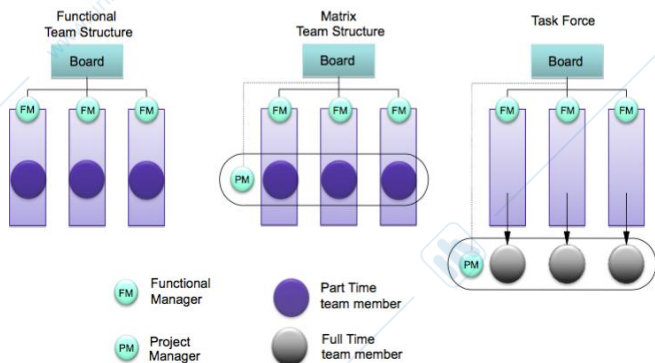 Functional
Team Structure
Board
FM
FM
FM
Matrix
Team Structure
Board
FM
FM
FM
PM
Task Force
Board
FM
FM
FM
PM
FM
Functional
Manager
Part Time
team member
PM
Project
Manager
Full Time
team member